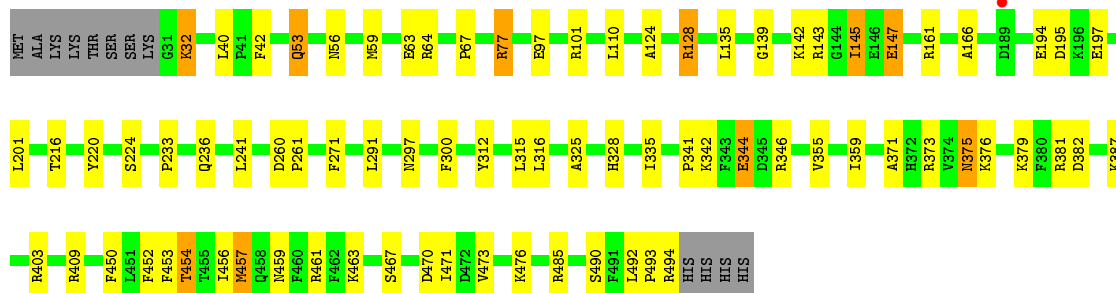 MET ALA LYS LYS THR SER SER LYS G31 K32 L40 P41 F42 Q53 N56 M59 E63 R64 P67 R77 E97 R101 L110 A124 R128 L135 G139 K142 R143 G144 I145 E146 E147 R161 A166 D189 E194 D195 K196 E197
L201 T216 Y220 S224 P233 Q236 L241 D260 P261 F271 L291 N297 F300 Y312 L315 L316 A325 H328 I335 P341 K342 F343 E344 D345 R346 V355 I359 A371 H372 R373 V374 N375 K376 K379 F380 R381 D382 K387
R403 R409 F450 L451 F452 F453 T454 T455 I456 M457 Q458 N459 F460 R461 F462 K463 S467 D470 I471 D472 V473 K476 R485 S490 F491 L492 P493 R494 HIS HIS HIS HIS